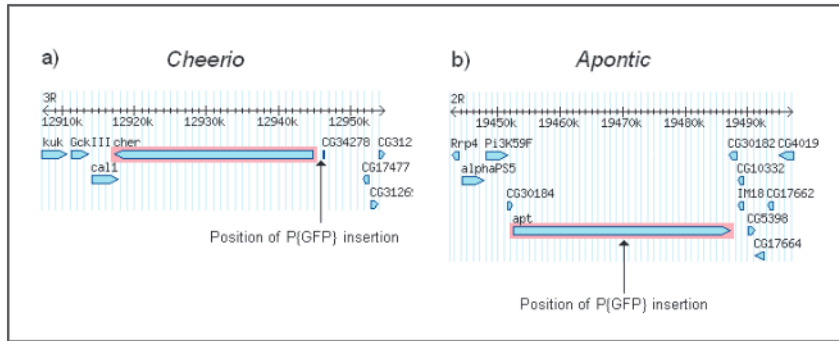 a) Cheerio
3R
12910k 12920k 12930k 12940k 12950k
kuk GckIII cher CG34278 CG312
cal1 CG17477
CG3126
Position of P{GFP} insertion
b) Apontic
2R
19450k 19460k 19470k 19480k 19490k
Rrp4 Pi3K59F CG30182 CG4019
alphaPS5 CG10332
CG30184 IM18 CG17662
apt CG5398
CG17664
Position of P{GFP} insertion